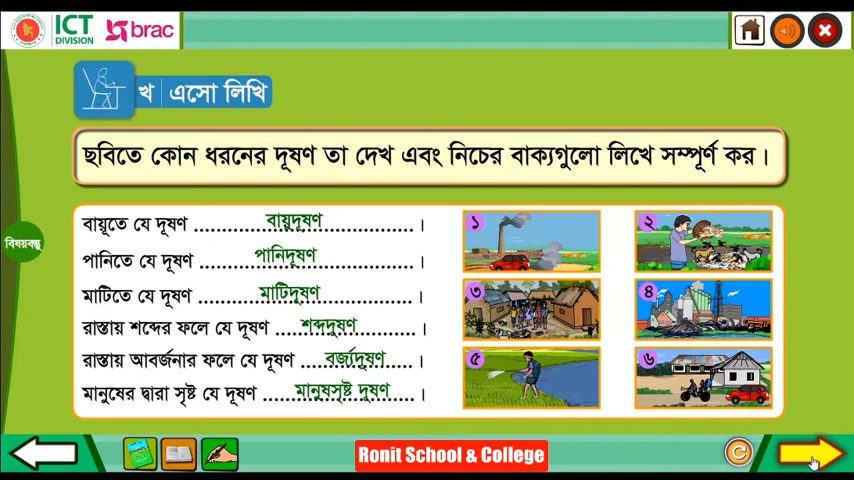 ICT
DIVISION
brac
খ এসো লিখি
ছবিতে কোন ধরনের দূষণ তা দেখ এবং নিচের বাক্যগুলো লিখে সম্পূর্ণ কর।
বিষয়বস্তু
বায়ূতে যে দূষণ ..............বায়ুদূষণ.................।
পানিতে যে দূষণ ............পানিদূষণ..................।
মাটিতে যে দূষণ .............মাটিদূষণ..................।
রাস্তায় শব্দের ফলে যে দূষণ .....শব্দদুষণ............।
রাস্তায় আবর্জনার ফলে যে দূষণ .....বর্জ্যদূষণ......।
মানুষের দ্বারা সৃষ্ট যে দূষণ ......মানুষসৃষ্ট দূষণ......।
১
২
৩
৪
৫
৬
Ronit School & College